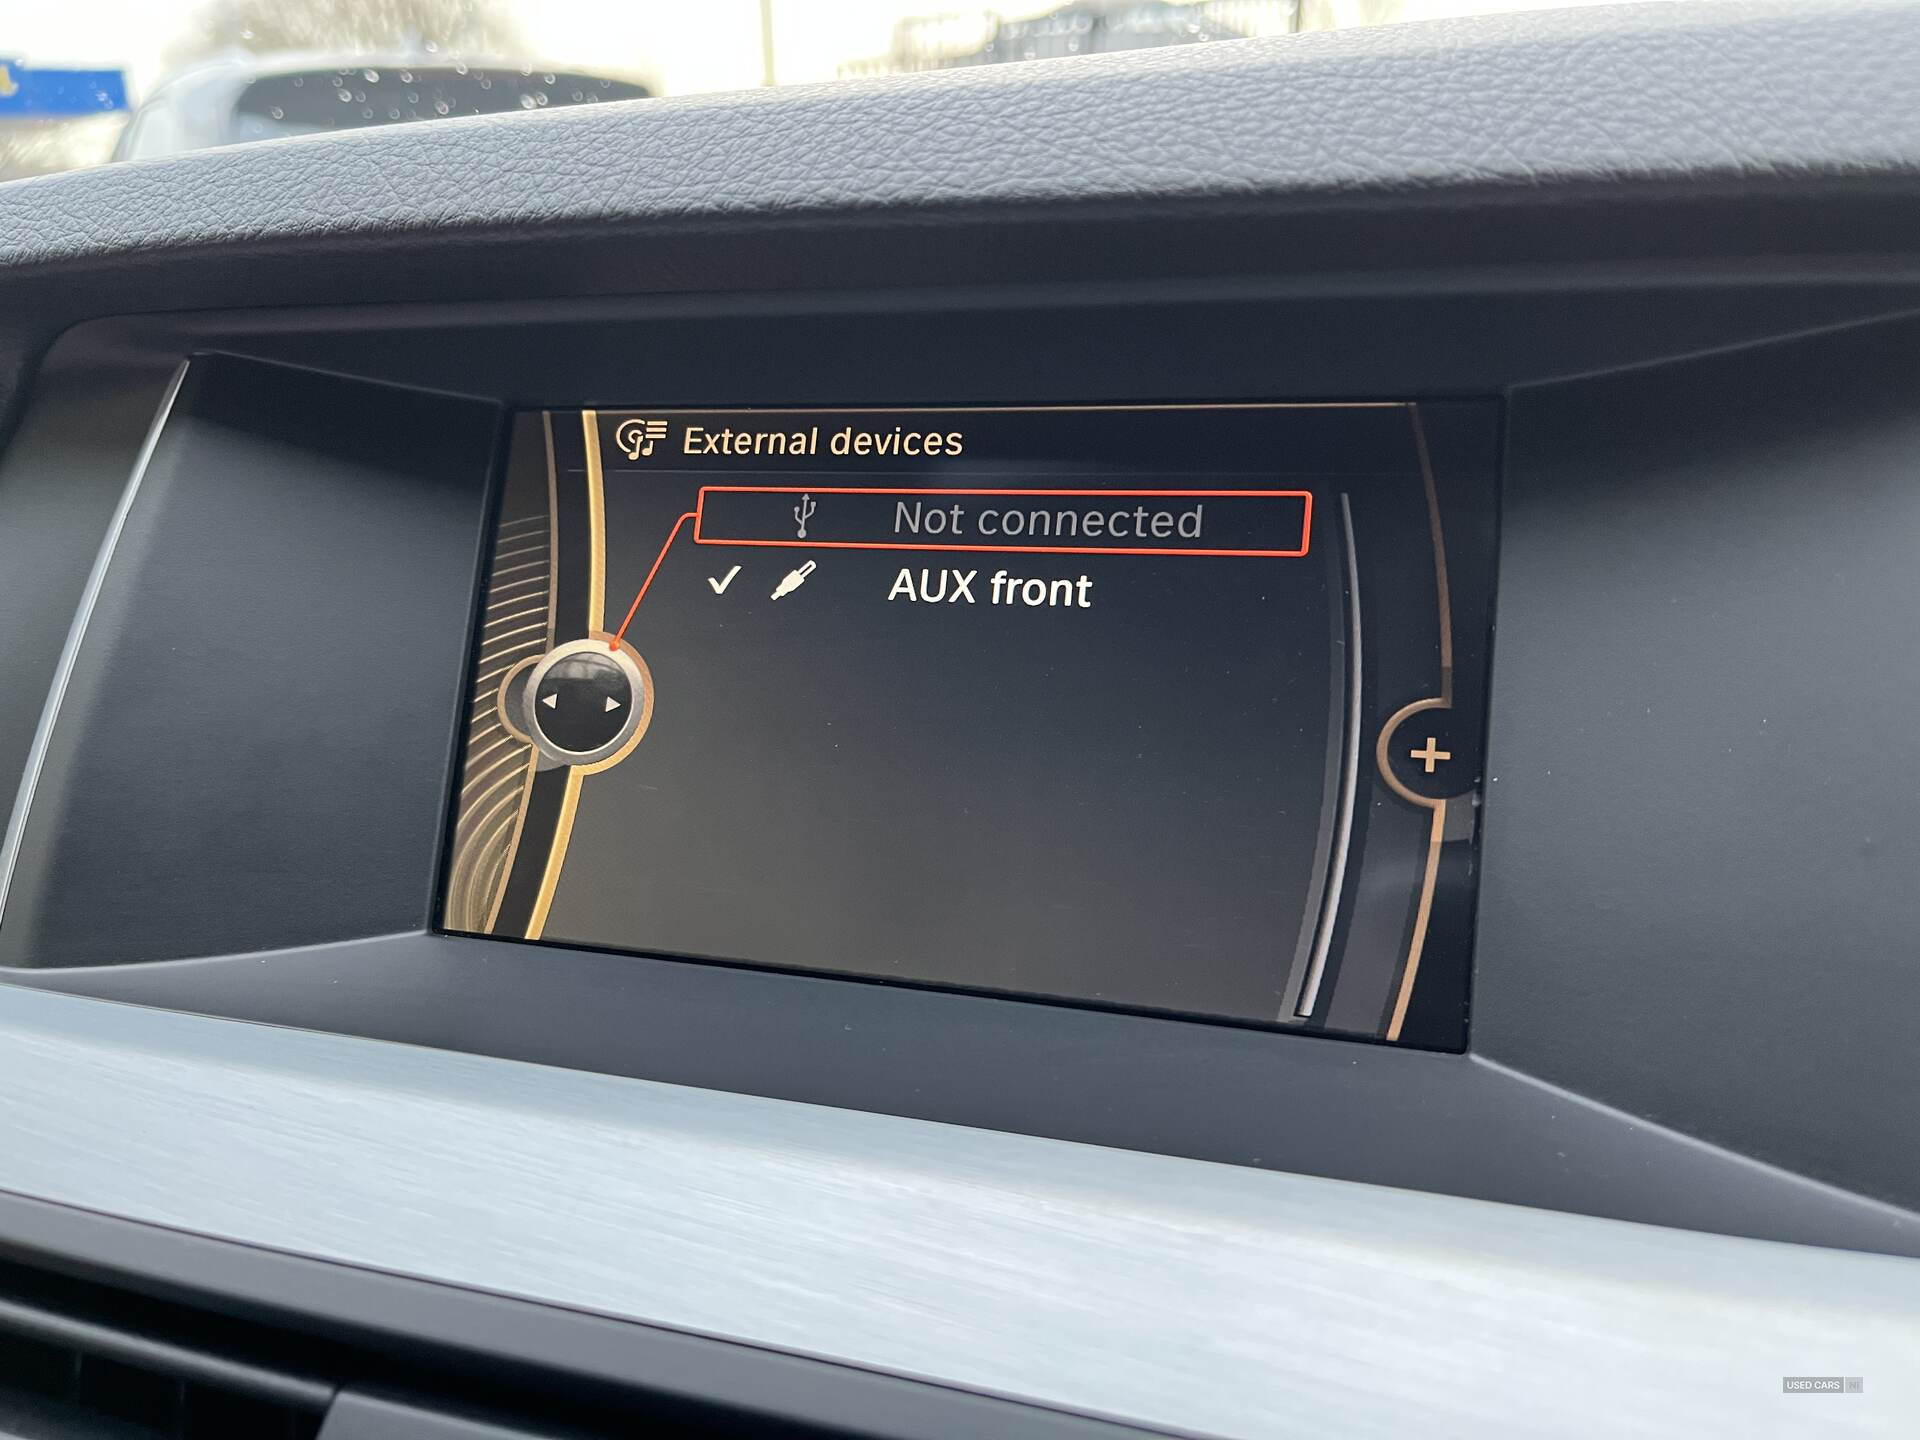 External devices
Not connected
AUX front
USED CARS NI